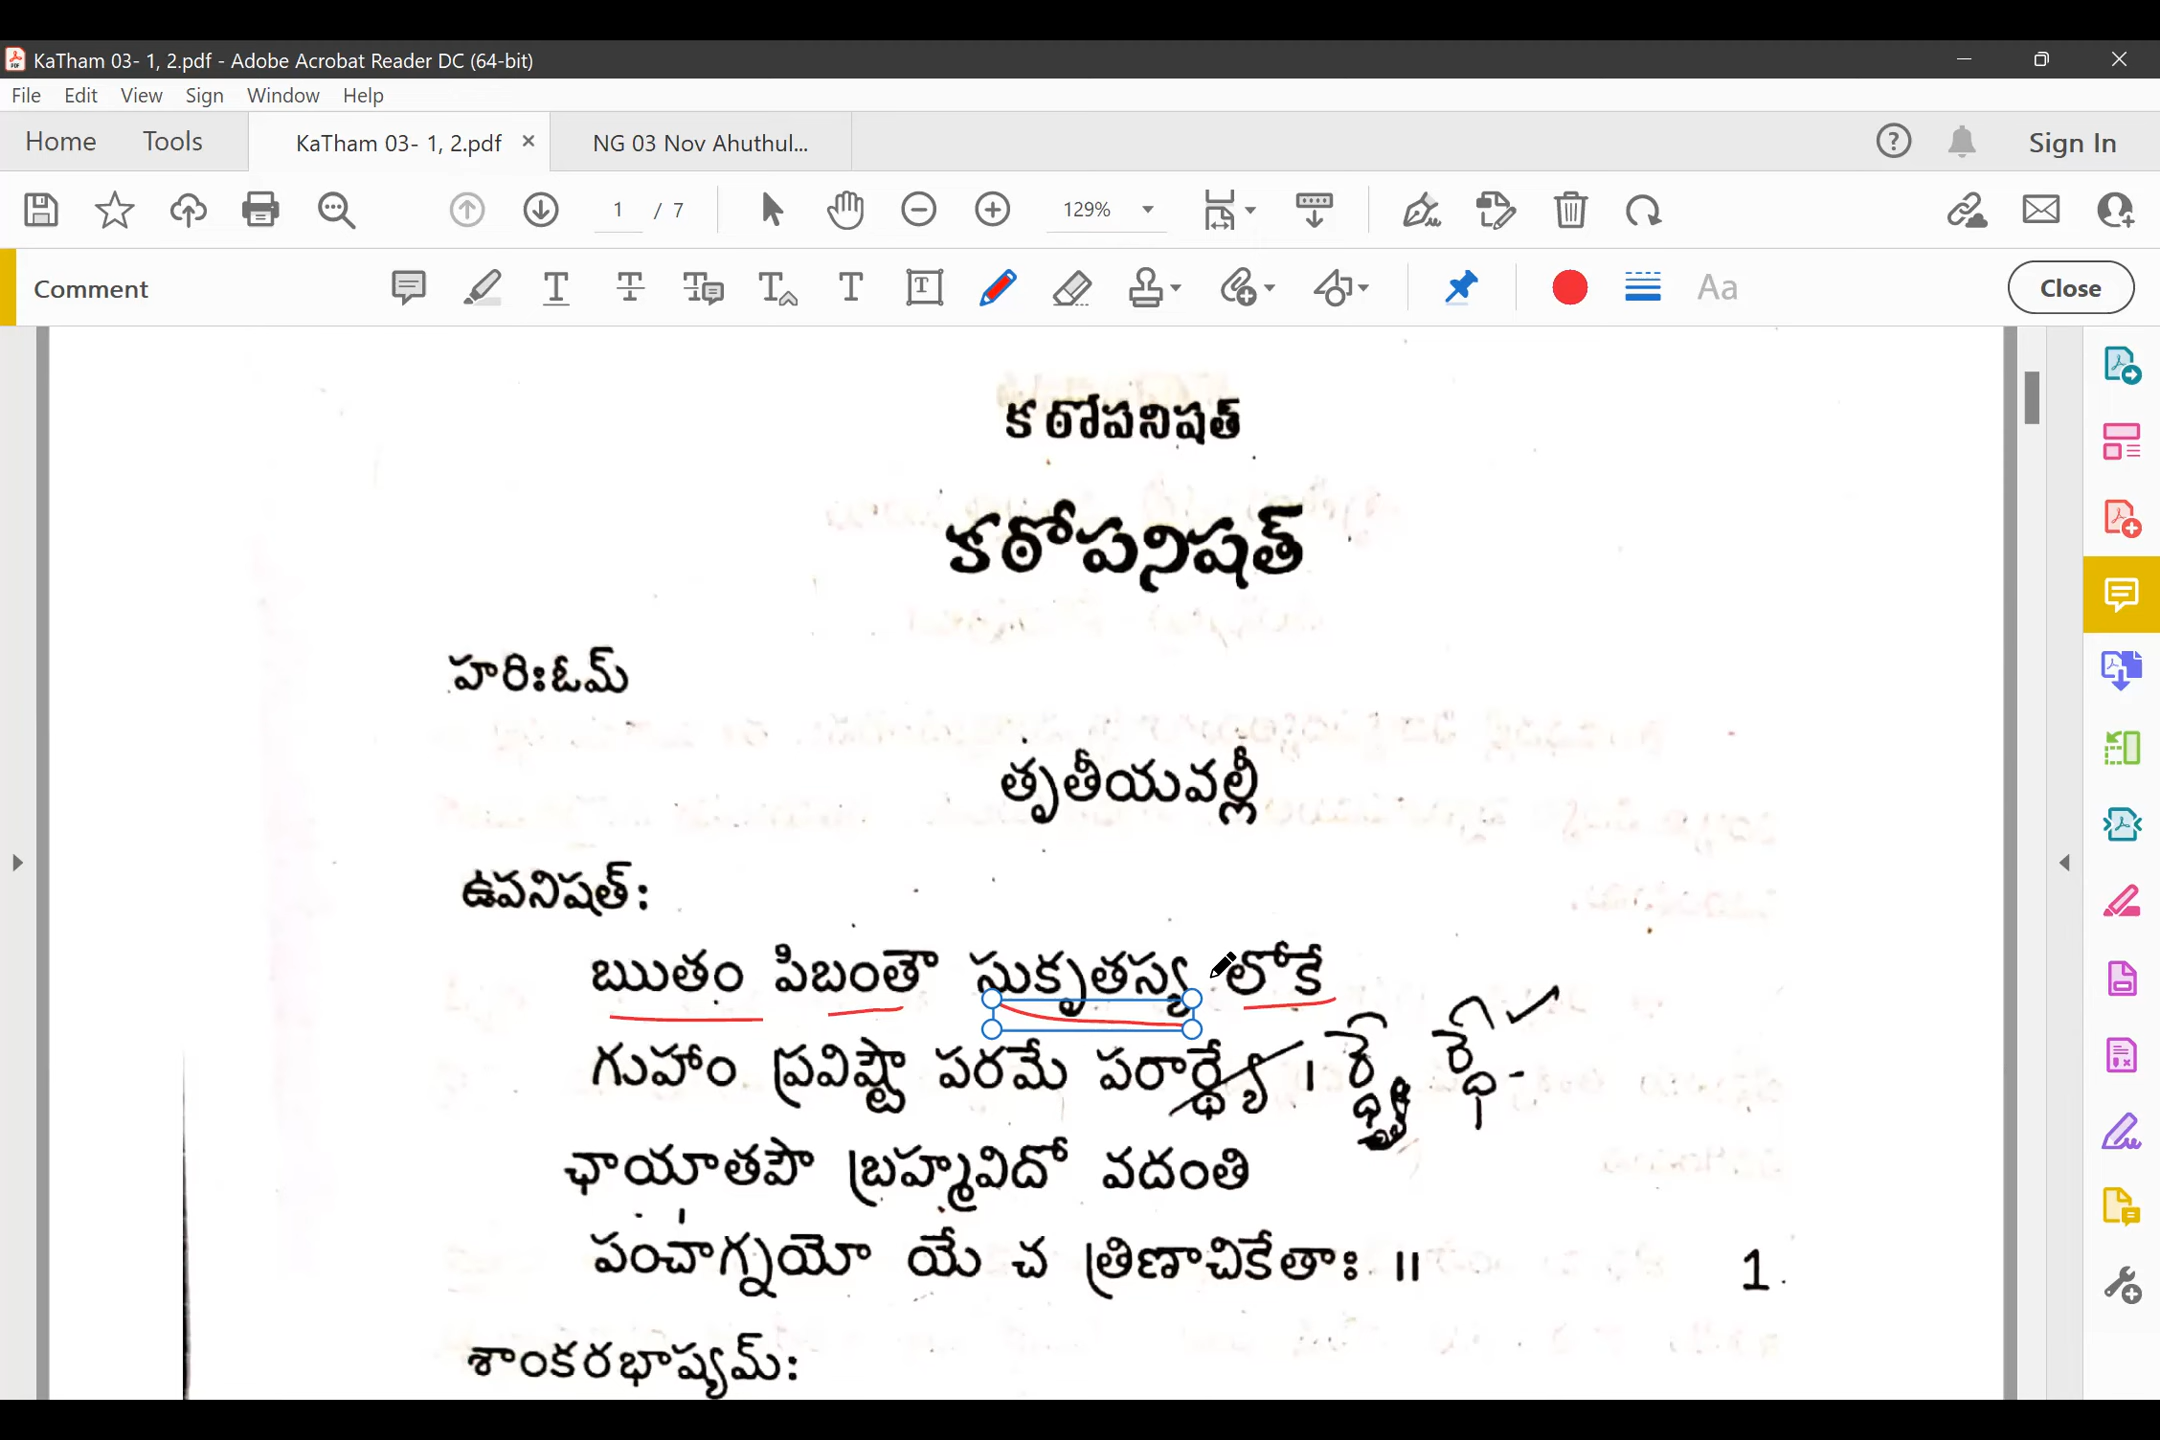 KaTham 03- 1, 2.pdf - Adobe Acrobat Reader DC (64-bit)
File Edit View Sign Window Help
Home Tools KaTham 03- 1, 2.pdf NG 03 Nov Ahuthul... Sign In
1 / 7 129%
Comment Aa Close
కఠోపనిషత్
కఠోపనిషత్
హరిఃఓమ్
తృతీయవల్లీ
ఉపనిషత్:
ఋతం పిబంతౌ సుకృతస్య లోకే
గుహాం ప్రవిష్టౌ పరమే పరార్థ్యే ।
ఛాయాతపౌ బ్రహ్మవిదో వదంతి
పంచాగ్నయో యే చ త్రిణాచికేతాః ॥ 1
శాంకరభాష్యమ్: